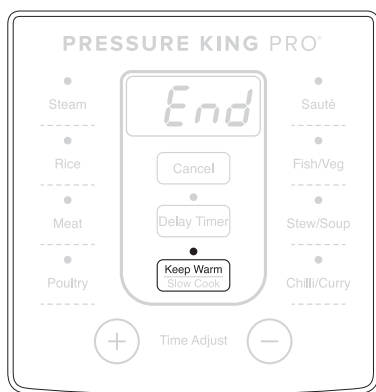 PRESSURE KING PRO®
End
Steam
Sauté
Rice
Cancel
Fish/Veg
Meat
Delay Timer
Stew/Soup
Keep Warm
Slow Cook
Poultry
Chilli/Curry
+ Time Adjust −